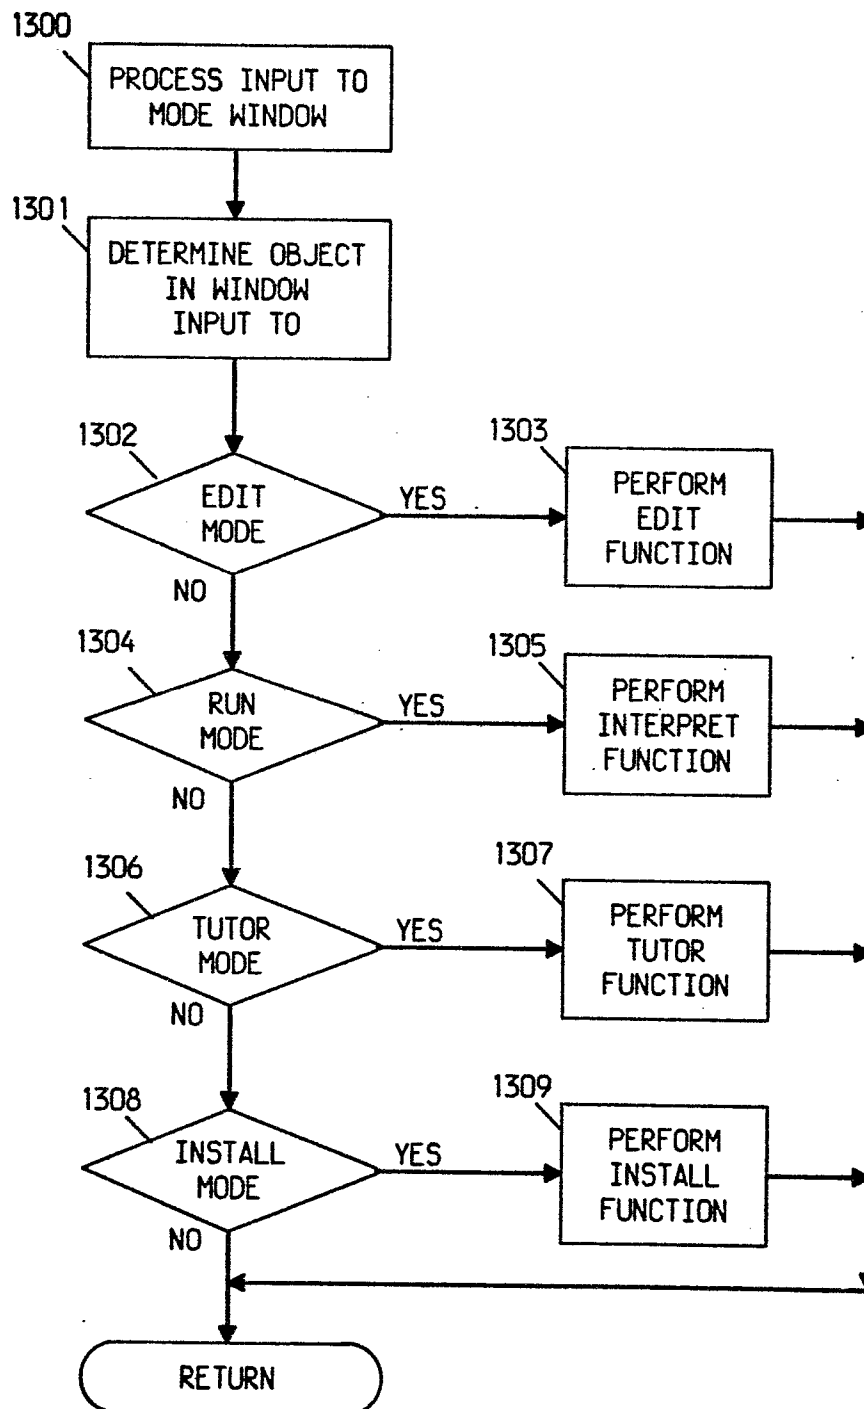 1300
PROCESS INPUT TO
MODE WINDOW
1301
DETERMINE OBJECT
IN WINDOW
INPUT TO
1302
EDIT
MODE
YES
NO
1303
PERFORM
EDIT
FUNCTION
1304
RUN
MODE
YES
NO
1305
PERFORM
INTERPRET
FUNCTION
1306
TUTOR
MODE
YES
NO
1307
PERFORM
TUTOR
FUNCTION
1308
INSTALL
MODE
YES
NO
1309
PERFORM
INSTALL
FUNCTION
RETURN